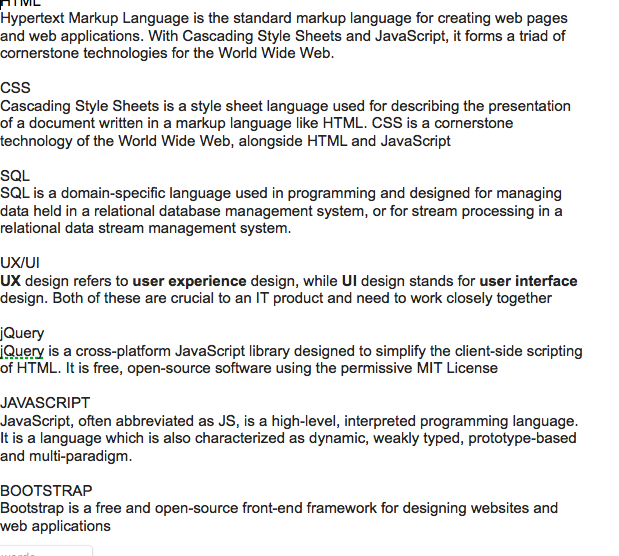 HTML
Hypertext Markup Language is the standard markup language for creating web pages
and web applications. With Cascading Style Sheets and JavaScript, it forms a triad of
cornerstone technologies for the World Wide Web.
CSS
Cascading Style Sheets is a style sheet language used for describing the presentation
of a document written in a markup language like HTML. CSS is a cornerstone
technology of the World Wide Web, alongside HTML and JavaScript
SQL
SQL is a domain-specific language used in programming and designed for managing
data held in a relational database management system, or for stream processing in a
relational data stream management system.
UX/UI
UX design refers to user experience design, while UI design stands for user interface
design. Both of these are crucial to an IT product and need to work closely together
jQuery
jQuery is a cross-platform JavaScript library designed to simplify the client-side scripting
of HTML. It is free, open-source software using the permissive MIT License
JAVASCRIPT
JavaScript, often abbreviated as JS, is a high-level, interpreted programming language.
It is a language which is also characterized as dynamic, weakly typed, prototype-based
and multi-paradigm.
BOOTSTRAP
Bootstrap is a free and open-source front-end framework for designing websites and
web applications